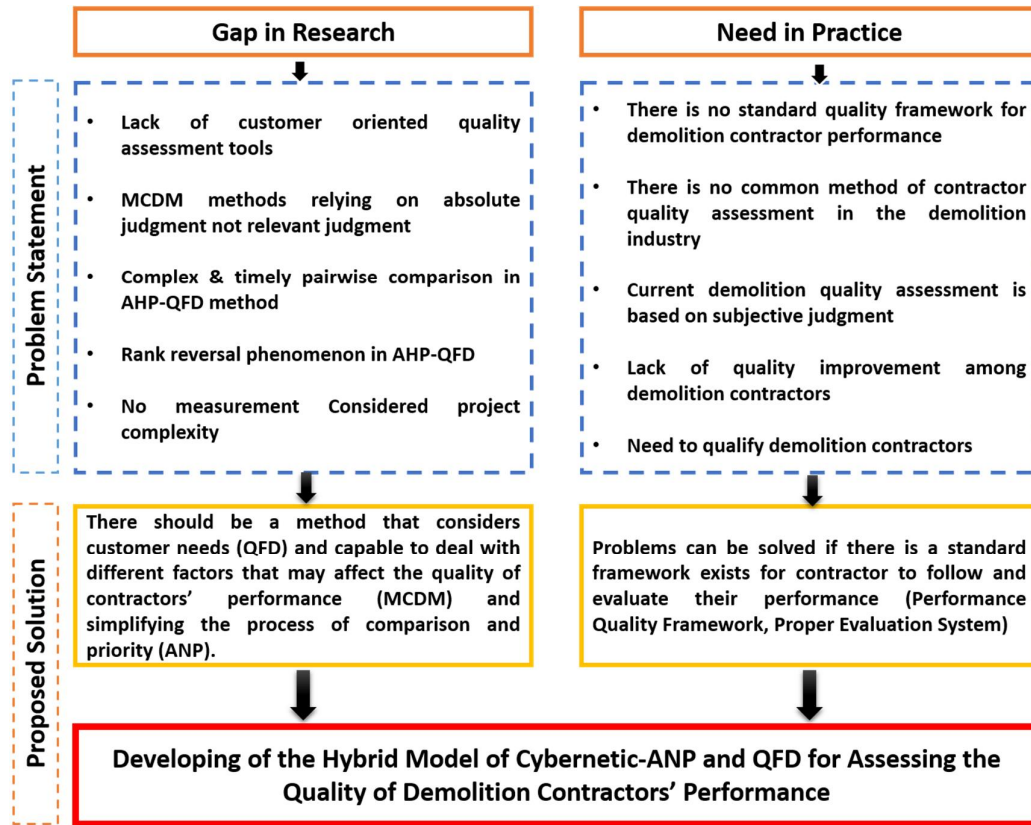 Gap in Research
Need in Practice
Problem Statement
• Lack of customer oriented quality
assessment tools
• MCDM methods relying on absolute
judgment not relevant judgment
• Complex & timely pairwise comparison in
AHP-QFD method
• Rank reversal phenomenon in AHP-QFD
• No measurement Considered project
complexity
• There is no standard quality framework for
demolition contractor performance
• There is no common method of contractor
quality assessment in the demolition
industry
• Current demolition quality assessment is
based on subjective judgment
• Lack of quality improvement among
demolition contractors
• Need to qualify demolition contractors
Proposed Solution
There should be a method that considers
customer needs (QFD) and capable to deal with
different factors that may affect the quality of
contractors’ performance (MCDM) and
simplifying the process of comparison and
priority (ANP).
Problems can be solved if there is a standard
framework exists for contractor to follow and
evaluate their performance (Performance
Quality Framework, Proper Evaluation System)
Developing of the Hybrid Model of Cybernetic-ANP and QFD for Assessing the
Quality of Demolition Contractors’ Performance